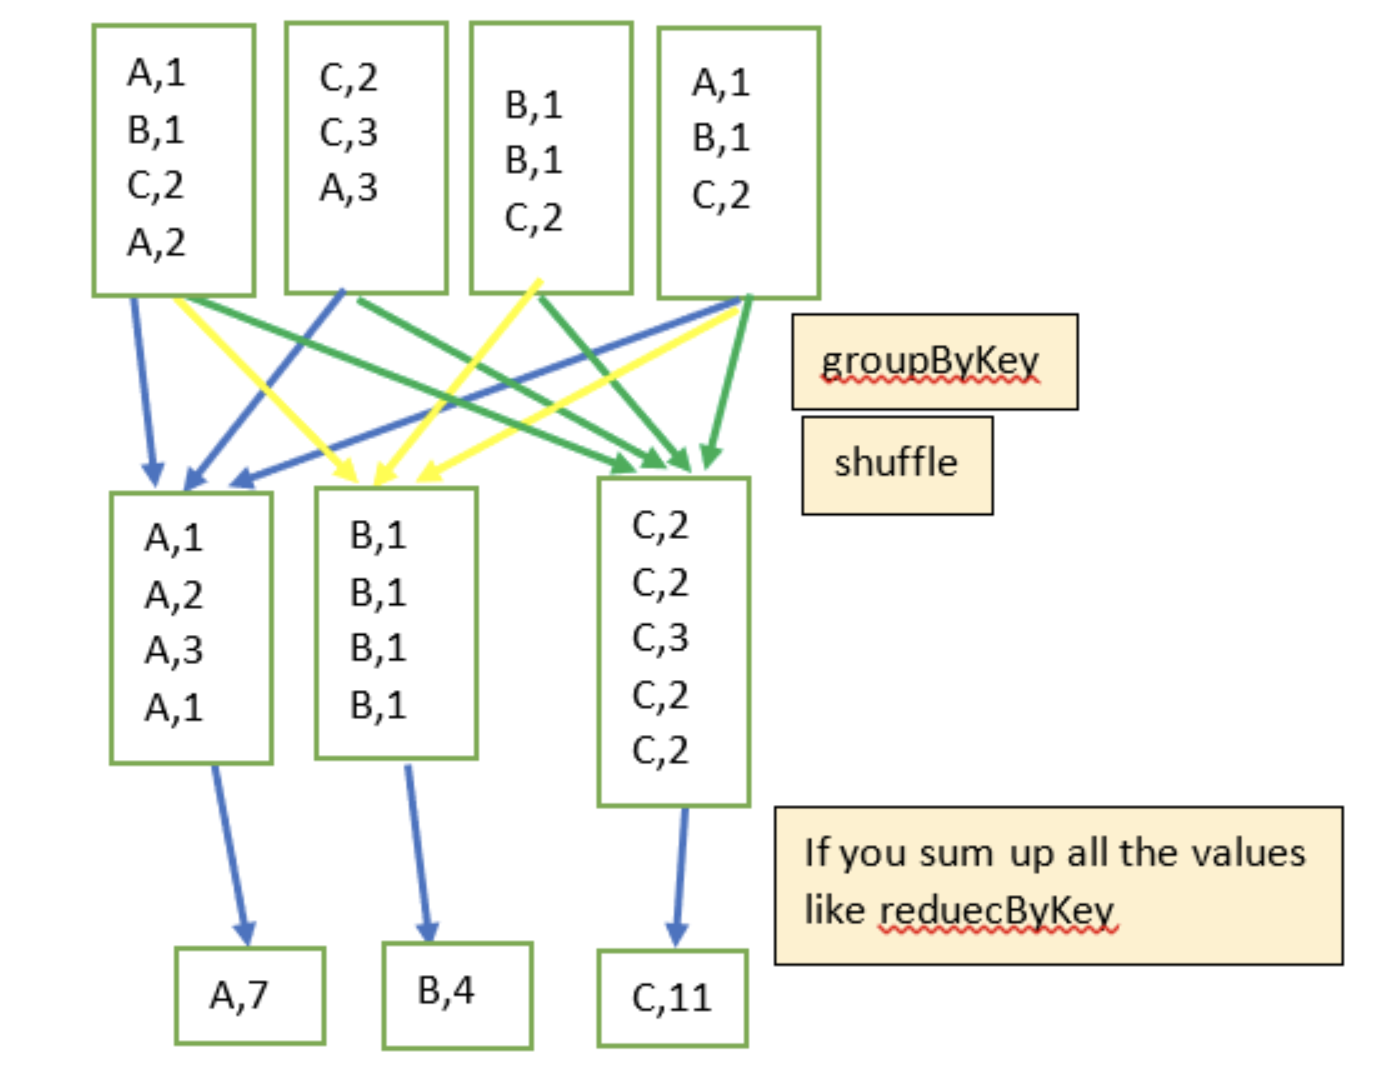 A,1
B,1
C,2
A,2
C,2
C,3
A,3
B,1
B,1
C,2
A,1
B,1
C,2
groupByKey
shuffle
A,1
A,2
A,3
A,1
B,1
B,1
B,1
B,1
C,2
C,2
C,3
C,2
C,2
If you sum up all the values
like reduecByKey
A,7
B,4
C,11